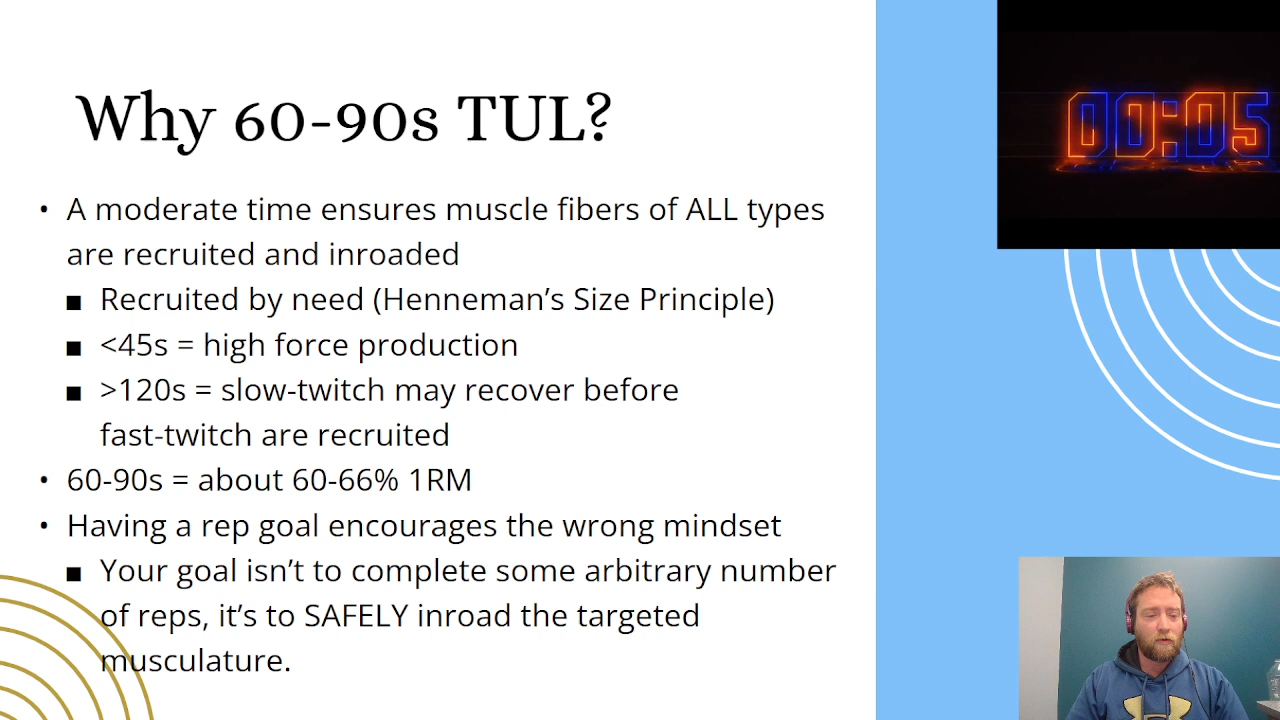 Why 60-90s TUL?
00:05
• A moderate time ensures muscle fibers of ALL types
are recruited and inroaded
■ Recruited by need (Henneman’s Size Principle)
■ <45s = high force production
■ >120s = slow-twitch may recover before
fast-twitch are recruited
• 60-90s = about 60-66% 1RM
• Having a rep goal encourages the wrong mindset
■ Your goal isn’t to complete some arbitrary number
of reps, it’s to SAFELY inroad the targeted
musculature.